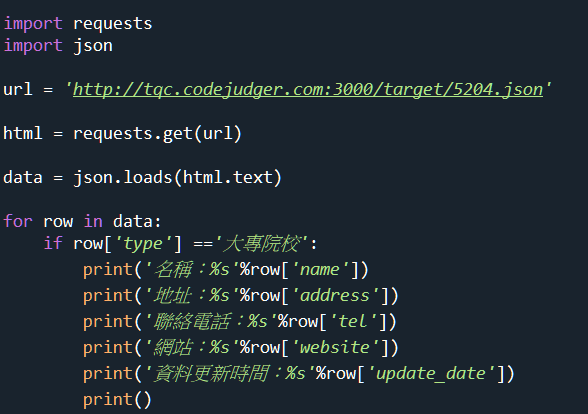 import requests
import json
url = 'http://tqc.codejudger.com:3000/target/5204.json'
html = requests.get(url)
data = json.loads(html.text)
for row in data:
    if row['type'] =='大專院校':
        print('名稱：%s'%row['name'])
        print('地址：%s'%row['address'])
        print('聯絡電話：%s'%row['tel'])
        print('網站：%s'%row['website'])
        print('資料更新時間：%s'%row['update_date'])
        print()